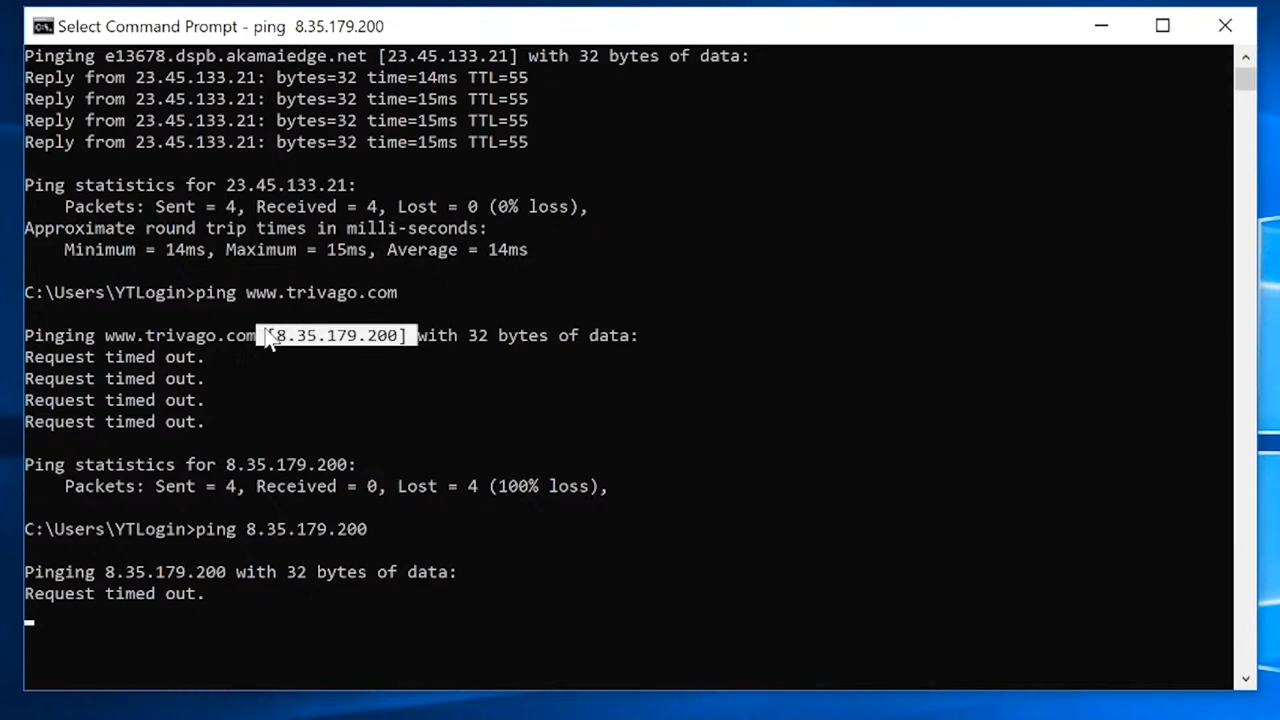 Select Command Prompt - ping 8.35.179.200
Pinging e13678.dspb.akamaiedge.net [23.45.133.21] with 32 bytes of data:
Reply from 23.45.133.21: bytes=32 time=14ms TTL=55
Reply from 23.45.133.21: bytes=32 time=15ms TTL=55
Reply from 23.45.133.21: bytes=32 time=15ms TTL=55
Reply from 23.45.133.21: bytes=32 time=15ms TTL=55
Ping statistics for 23.45.133.21:
Packets: Sent = 4, Received = 4, Lost = 0 (0% loss),
Approximate round trip times in milli-seconds:
Minimum = 14ms, Maximum = 15ms, Average = 14ms
C:\Users\YTLogin>ping www.trivago.com
Pinging www.trivago.com [8.35.179.200] with 32 bytes of data:
Request timed out.
Request timed out.
Request timed out.
Request timed out.
Ping statistics for 8.35.179.200:
Packets: Sent = 4, Received = 0, Lost = 4 (100% loss),
C:\Users\YTLogin>ping 8.35.179.200
Pinging 8.35.179.200 with 32 bytes of data:
Request timed out.